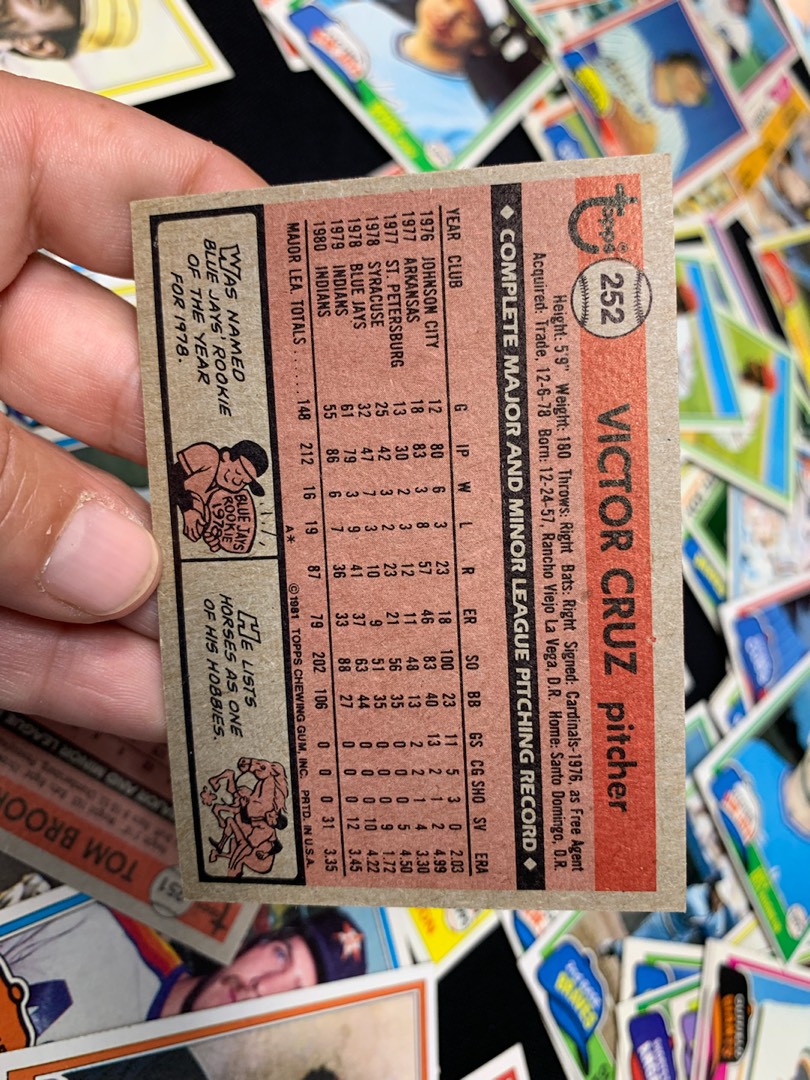 Topps
252
VICTOR CRUZ pitcher
Height: 5'9" Weight: 180 Throws: Right Bats: Right Signed: Cardinals-1976, as Free Agent
Acquired: Trade, 12-6-78 Born: 12-24-57, Rancho Viejo La Vega, D.R. Home: Santo Domingo, D.R.
◆ COMPLETE MAJOR AND MINOR LEAGUE PITCHING RECORD ◆
YEAR CLUB G IP W L R ER SO BB GS CG SHO SV ERA
1976 JOHNSON CITY 12 80 6 3 23 18 100 23 11 5 3 0 2.03
1977 ARKANSAS 18 83 3 8 57 46 83 40 13 2 1 2 4.99
1977 ST. PETERSBURG 13 30 2 3 12 11 48 13 2 2 1 4 3.30
1978 SYRACUSE 25 42 3 2 23 21 56 35 0 0 0 5 4.50
1978 BLUE JAYS 32 47 7 3 10 9 51 35 0 0 0 9 1.72
1979 INDIANS 61 79 3 9 41 37 63 44 0 0 0 10 4.22
1980 INDIANS 55 86 6 7 36 33 88 27 0 0 0 12 3.45
MAJOR LEA. TOTALS ...... 148 212 16 19 87 79 202 106 0 0 0 31 3.35
A* ©1981 TOPPS CHEWING GUM, INC. PRTD. IN U.S.A.
WAS NAMED
BLUE JAYS' ROOKIE
OF THE YEAR
FOR 1978.
BLUE JAYS
ROOKIE
1978
HE LISTS
HORSES AS ONE
OF HIS HOBBIES.
251
TOM BROOK
MAJOR AND MINOR LEAGUE
BRAVES